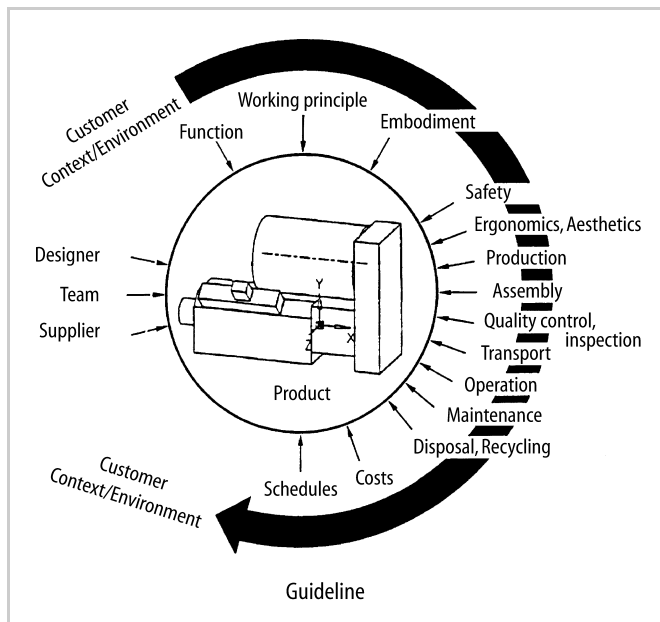 Customer
Context/Environment
Working principle
Function
Embodiment
Safety
Ergonomics, Aesthetics
Designer
Production
Team
Assembly
Supplier
Quality control,
inspection
Transport
Operation
Maintenance
Disposal, Recycling
Costs
Schedules
Y
X
Z
Product
Customer
Context/Environment
Guideline